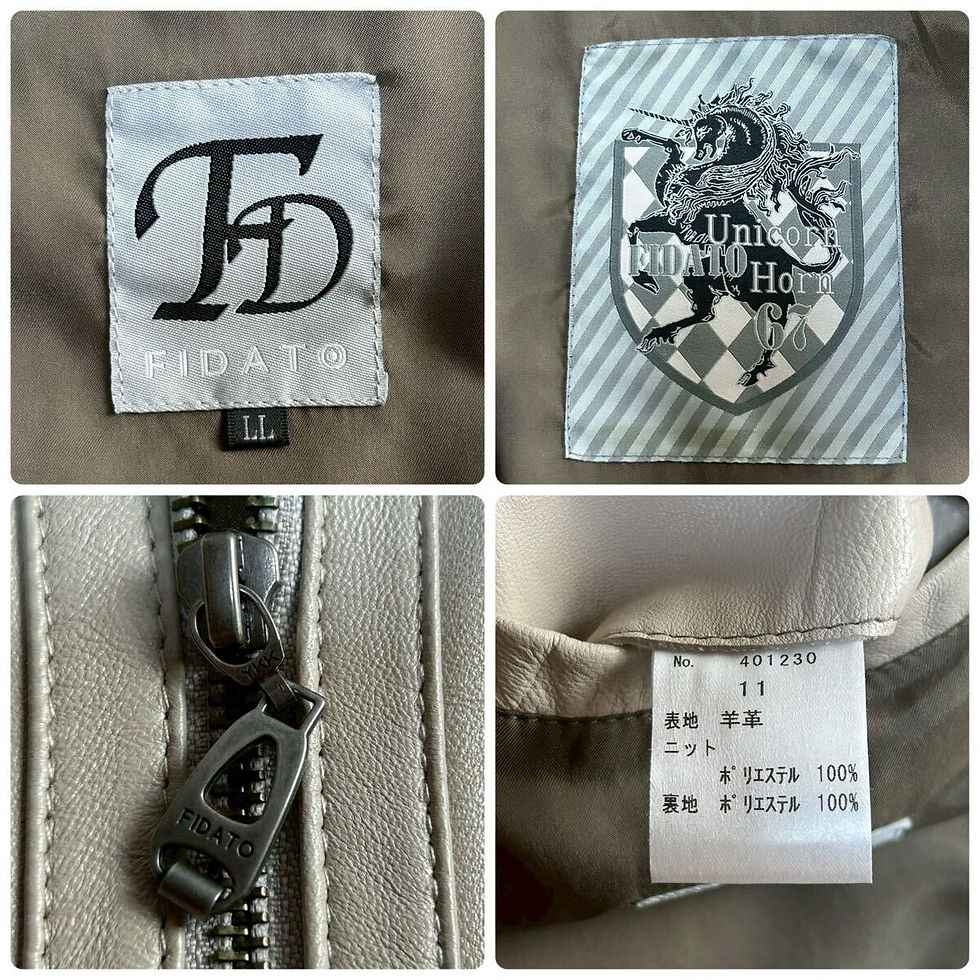 FD
FIDATO
LL
Unicorn
FIDATO
Horn
67
YKK
FIDATO
No. 401230
11
表地 羊革
ニット
ポリエステル 100%
裏地 ポリエステル 100%